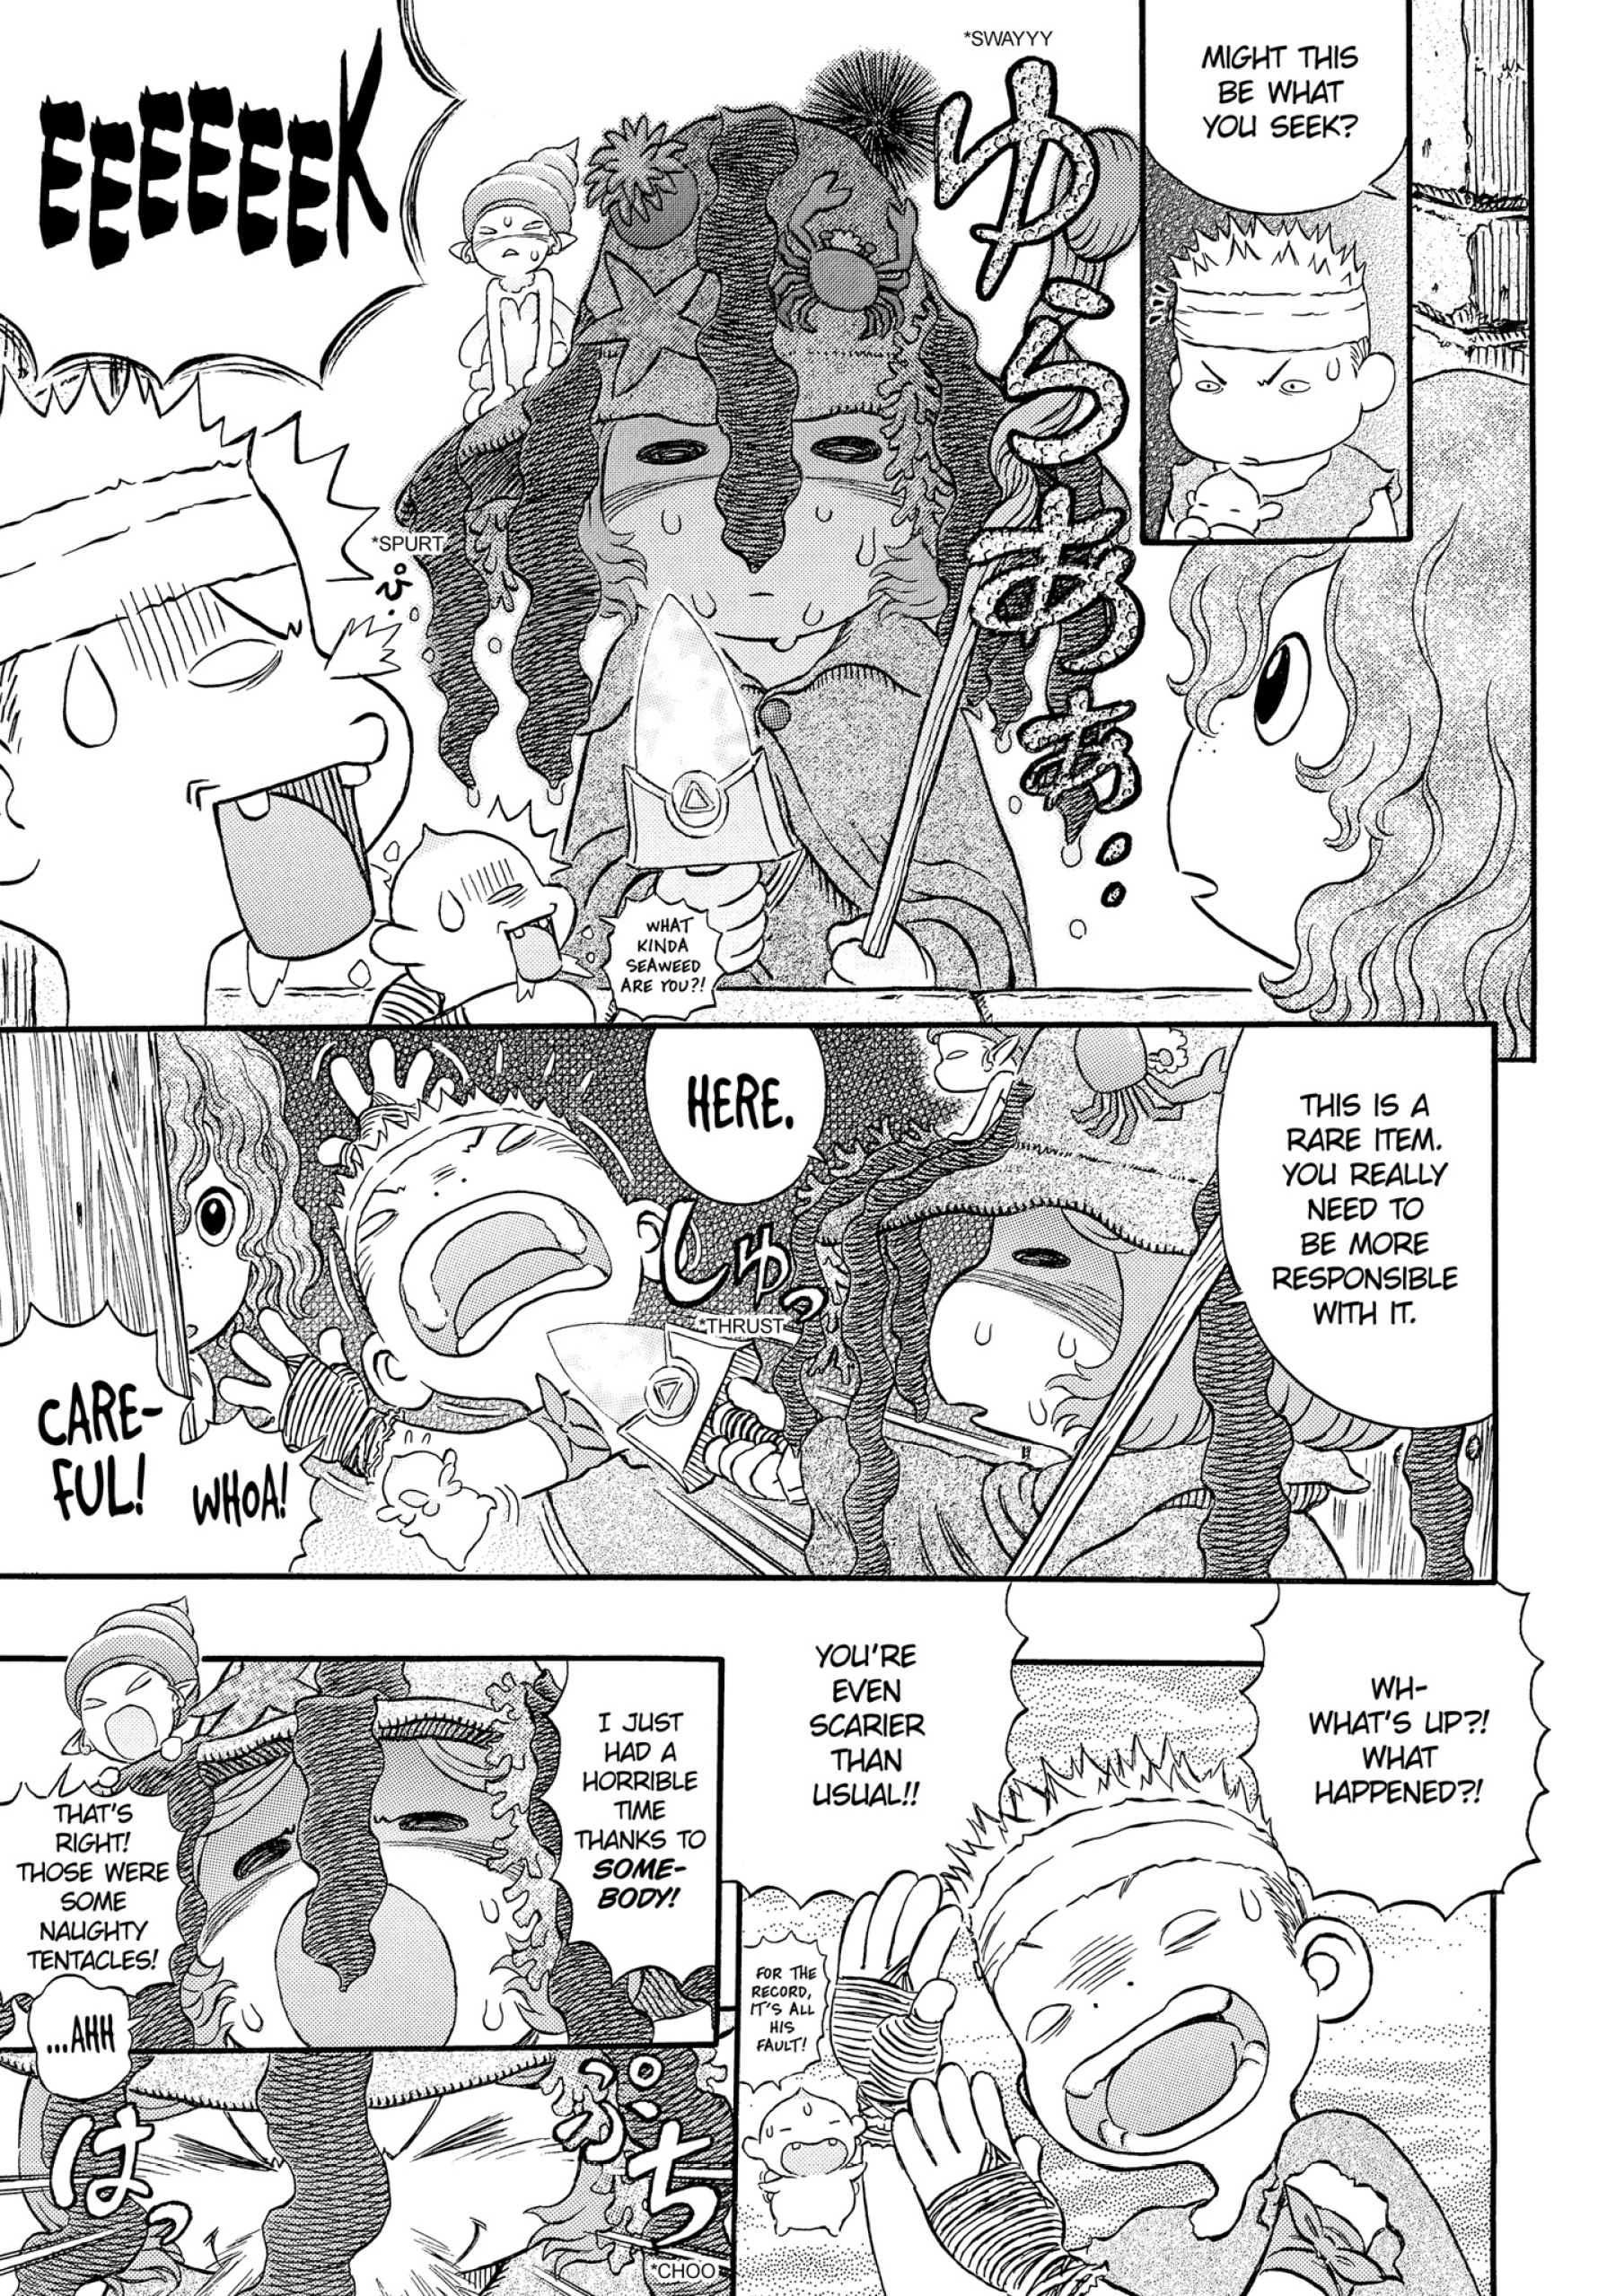 MIGHT THIS
BE WHAT
YOU SEEK?
*SWAYYY
ゆらあぁ‥
EEEEEEEK
*SPURT
ぷ
WHAT
KINDA
SEAWEED
ARE YOU?!
THIS IS A
RARE ITEM.
YOU REALLY
NEED TO
BE MORE
RESPONSIBLE
WITH IT.
HERE.
しゅっ
*THRUST
CARE-
FUL!
WHOA!
WH-
WHAT'S UP?!
WHAT
HAPPENED?!
YOU'RE
EVEN
SCARIER
THAN
USUAL!!
FOR THE
RECORD,
IT'S ALL
HIS
FAULT!
I JUST
HAD A
HORRIBLE
TIME
THANKS TO
SOME-
BODY!
THAT'S
RIGHT!
THOSE WERE
SOME
NAUGHTY
TENTACLES!
...AHH
ぷち
はっ
*CHOO